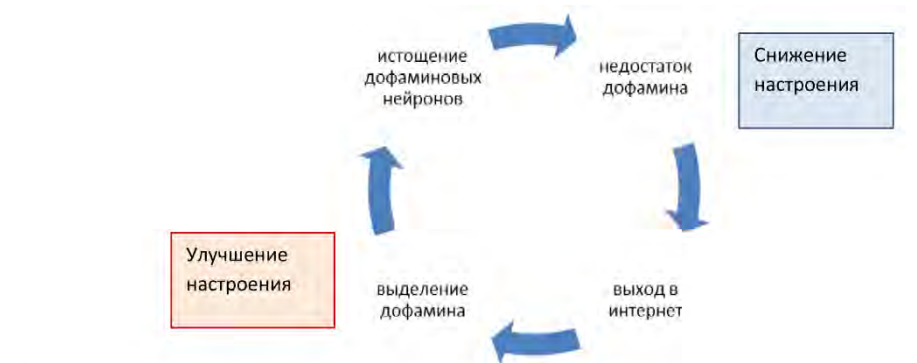 истощение
дофаминовых
нейронов
недостаток
дофамина
Снижение
настроения
выход в
интернет
выделение
дофамина
Улучшение
настроения